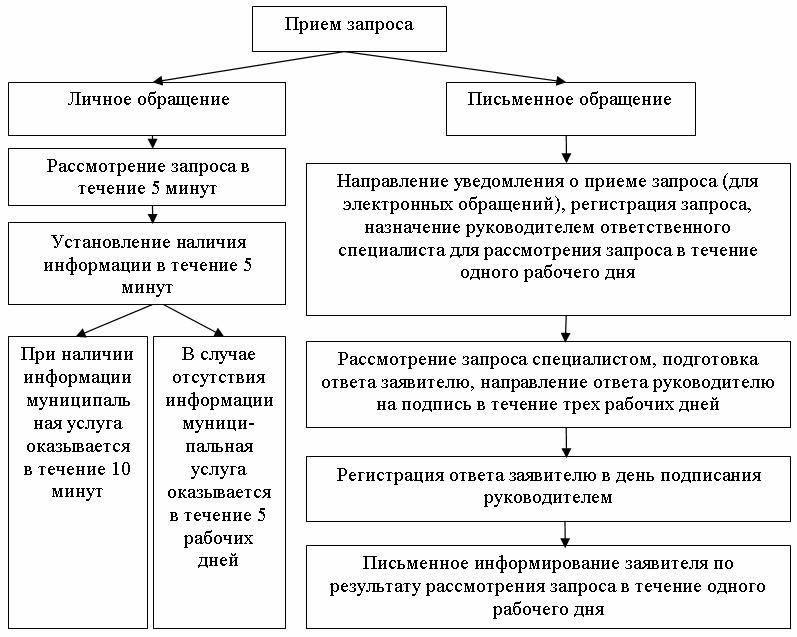 Прием запроса
Личное обращение
Рассмотрение запроса в
течение 5 минут
Установление наличия
информации в течение 5
минут
При наличии
информации
муниципаль
ная услуга
оказывается
в течение 10
минут
В случае
отсутствия
информации
муници-
пальная
услуга
оказывается
в течение 5
рабочих
дней
Письменное обращение
Направление уведомления о приеме запроса (для
электронных обращений), регистрация запроса,
назначение руководителем ответственного
специалиста для рассмотрения запроса в течение
одного рабочего дня
Рассмотрение запроса специалистом, подготовка
ответа заявителю, направление ответа руководителю
на подпись в течение трех рабочих дней
Регистрация ответа заявителю в день подписания
руководителем
Письменное информирование заявителя по
результату рассмотрения запроса в течение одного
рабочего дня